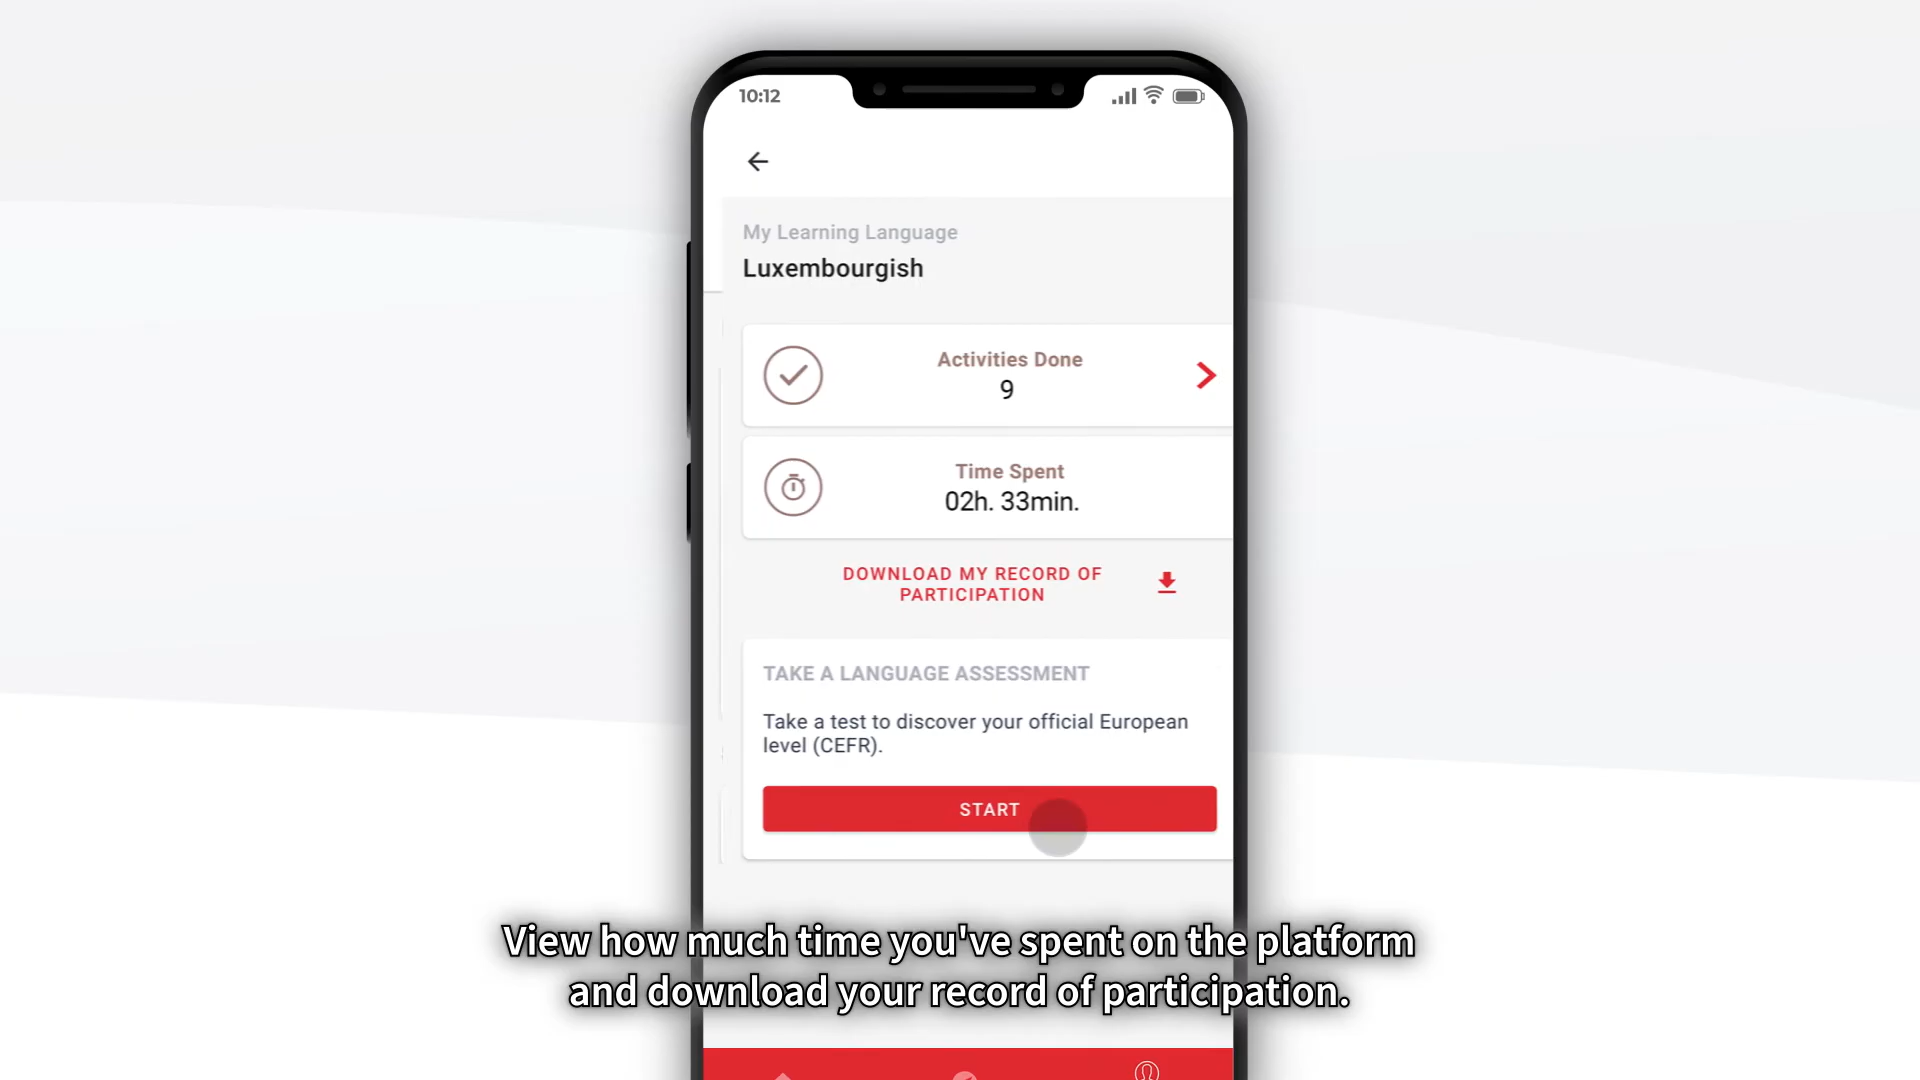 10:12
My Learning Language
Luxembourgish
Activities Done
9
Time Spent
02h. 33min.
DOWNLOAD MY RECORD OF
PARTICIPATION
TAKE A LANGUAGE ASSESSMENT
Take a test to discover your official European
level (CEFR).
START
View how much time you've spent on the platform
and download your record of participation.